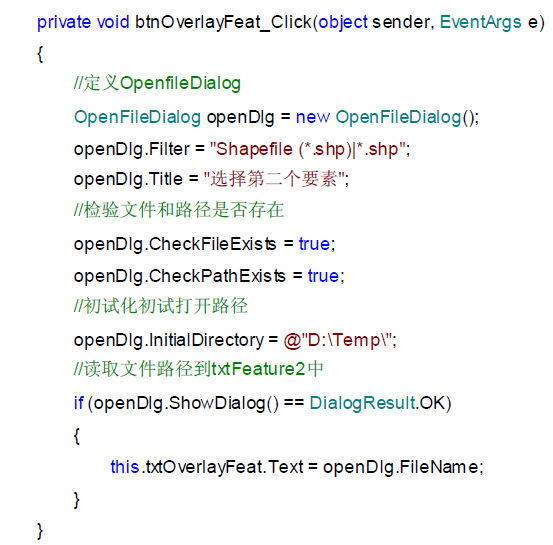 private void btnOverlayFeat_Click(object sender, EventArgs e)
{
//定义OpenfileDialog
OpenFileDialog openDlg = new OpenFileDialog();
openDlg.Filter = "Shapefile (*.shp)|*.shp";
openDlg.Title = "选择第二个要素";
//检验文件和路径是否存在
openDlg.CheckFileExists = true;
openDlg.CheckPathExists = true;
//初试化初试打开路径
openDlg.InitialDirectory = @"D:\Temp\";
//读取文件路径到txtFeature2中
if (openDlg.ShowDialog() == DialogResult.OK)
{
this.txtOverlayFeat.Text = openDlg.FileName;
}
}